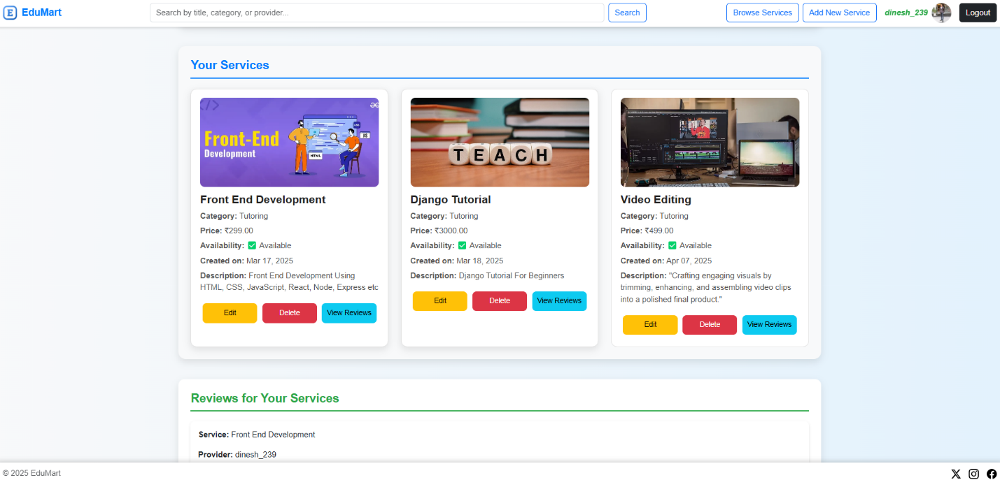 E EduMart
Search by title, category, or provider...
Search
Browse Services
Add New Service
dinesh_239
Logout
Your Services
</>
Front-End
Development
CSS
JS
HTML
Front End Development
Category: Tutoring
Price: ₹299.00
Availability: ✅ Available
Created on: Mar 17, 2025
Description: Front End Development Using
HTML, CSS, JavaScript, React, Node, Express etc
Edit
Delete
View Reviews
TEACH
Django Tutorial
Category: Tutoring
Price: ₹3000.00
Availability: ✅ Available
Created on: Mar 18, 2025
Description: Django Tutorial For Beginners
Edit
Delete
View Reviews
Video Editing
Category: Tutoring
Price: ₹499.00
Availability: ✅ Available
Created on: Apr 07, 2025
Description: "Crafting engaging visuals by
trimming, enhancing, and assembling video clips
into a polished final product."
Edit
Delete
View Reviews
Reviews for Your Services
Service: Front End Development
Provider: dinesh_239
© 2025 EduMart